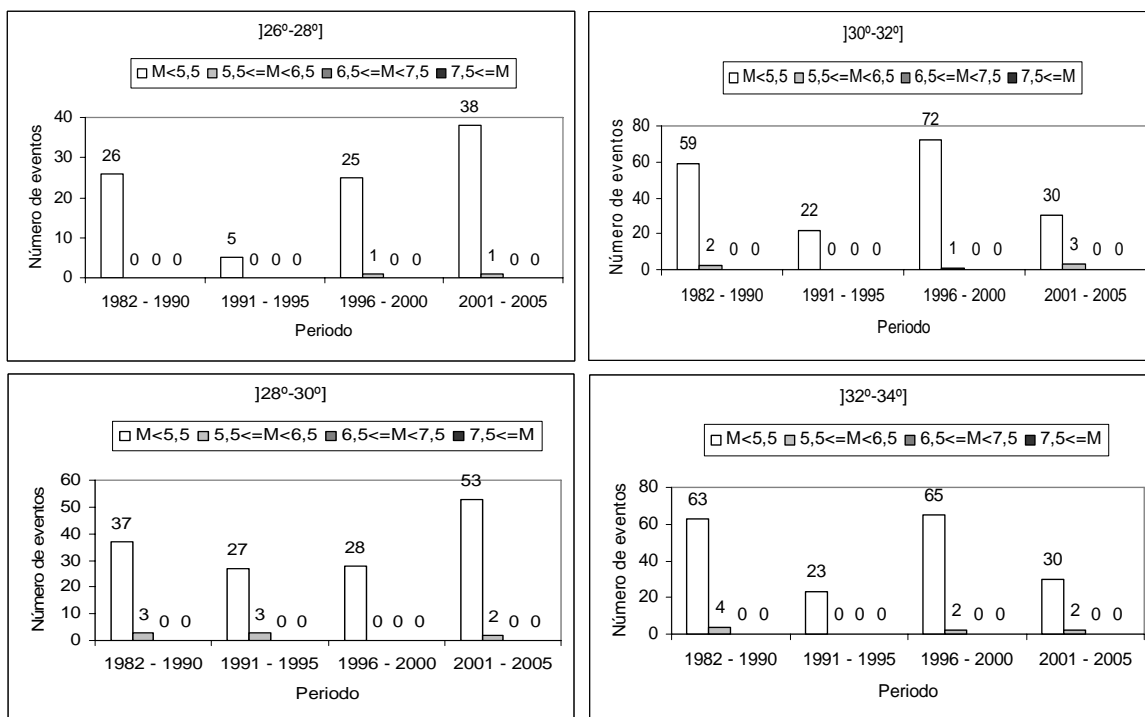 ]26º-28º]
M<5,5 5,5<=M<6,5 6,5<=M<7,5 7,5<=M
Número de eventos
40
30
20
10
0
26 0 0 0
5 0 0 0
25 1 0 0
38 1 0 0
1982 - 1990 1991 - 1995 1996 - 2000 2001 - 2005
Periodo
]30º-32º]
M<5,5 5,5<=M<6,5 6,5<=M<7,5 7,5<=M
Número de eventos
80
60
40
20
0
59 2 0 0
22 0 0 0
72 1 0 0
30 3 0 0
1982 - 1990 1991 - 1995 1996 - 2000 2001 - 2005
Periodo
]28º-30º]
M<5,5 5,5<=M<6,5 6,5<=M<7,5 7,5<=M
Número de eventos
60
50
40
30
20
10
0
37 3 0 0
27 3 0 0
28 0 0 0
53 2 0 0
1982 - 1990 1991 - 1995 1996 - 2000 2001 - 2005
Periodo
]32º-34º]
M<5,5 5,5<=M<6,5 6,5<=M<7,5 7,5<=M
Número de eventos
80
60
40
20
0
63 4 0 0
23 0 0 0
65 2 0 0
30 2 0 0
1982 - 1990 1991 - 1995 1996 - 2000 2001 - 2005
Periodo